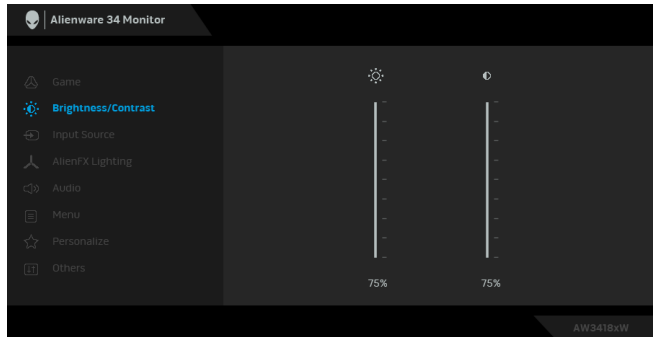 Alienware 34 Monitor
Game
Brightness/Contrast
Input Source
AlienFX Lighting
Audio
Menu
Personalize
Others
75% 75%
AW3418xW